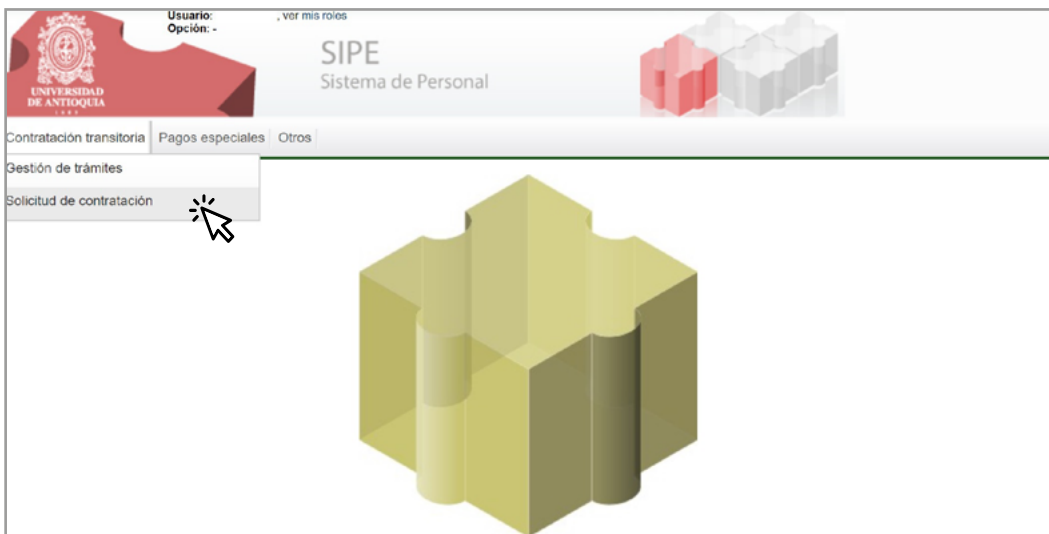 Usuario: , ver mis roles
Opción: -
SIPE
Sistema de Personal
UNIVERSIDAD
DE ANTIOQUIA
1803
Contratación transitoria Pagos especiales Otros
Gestión de trámites
Solicitud de contratación